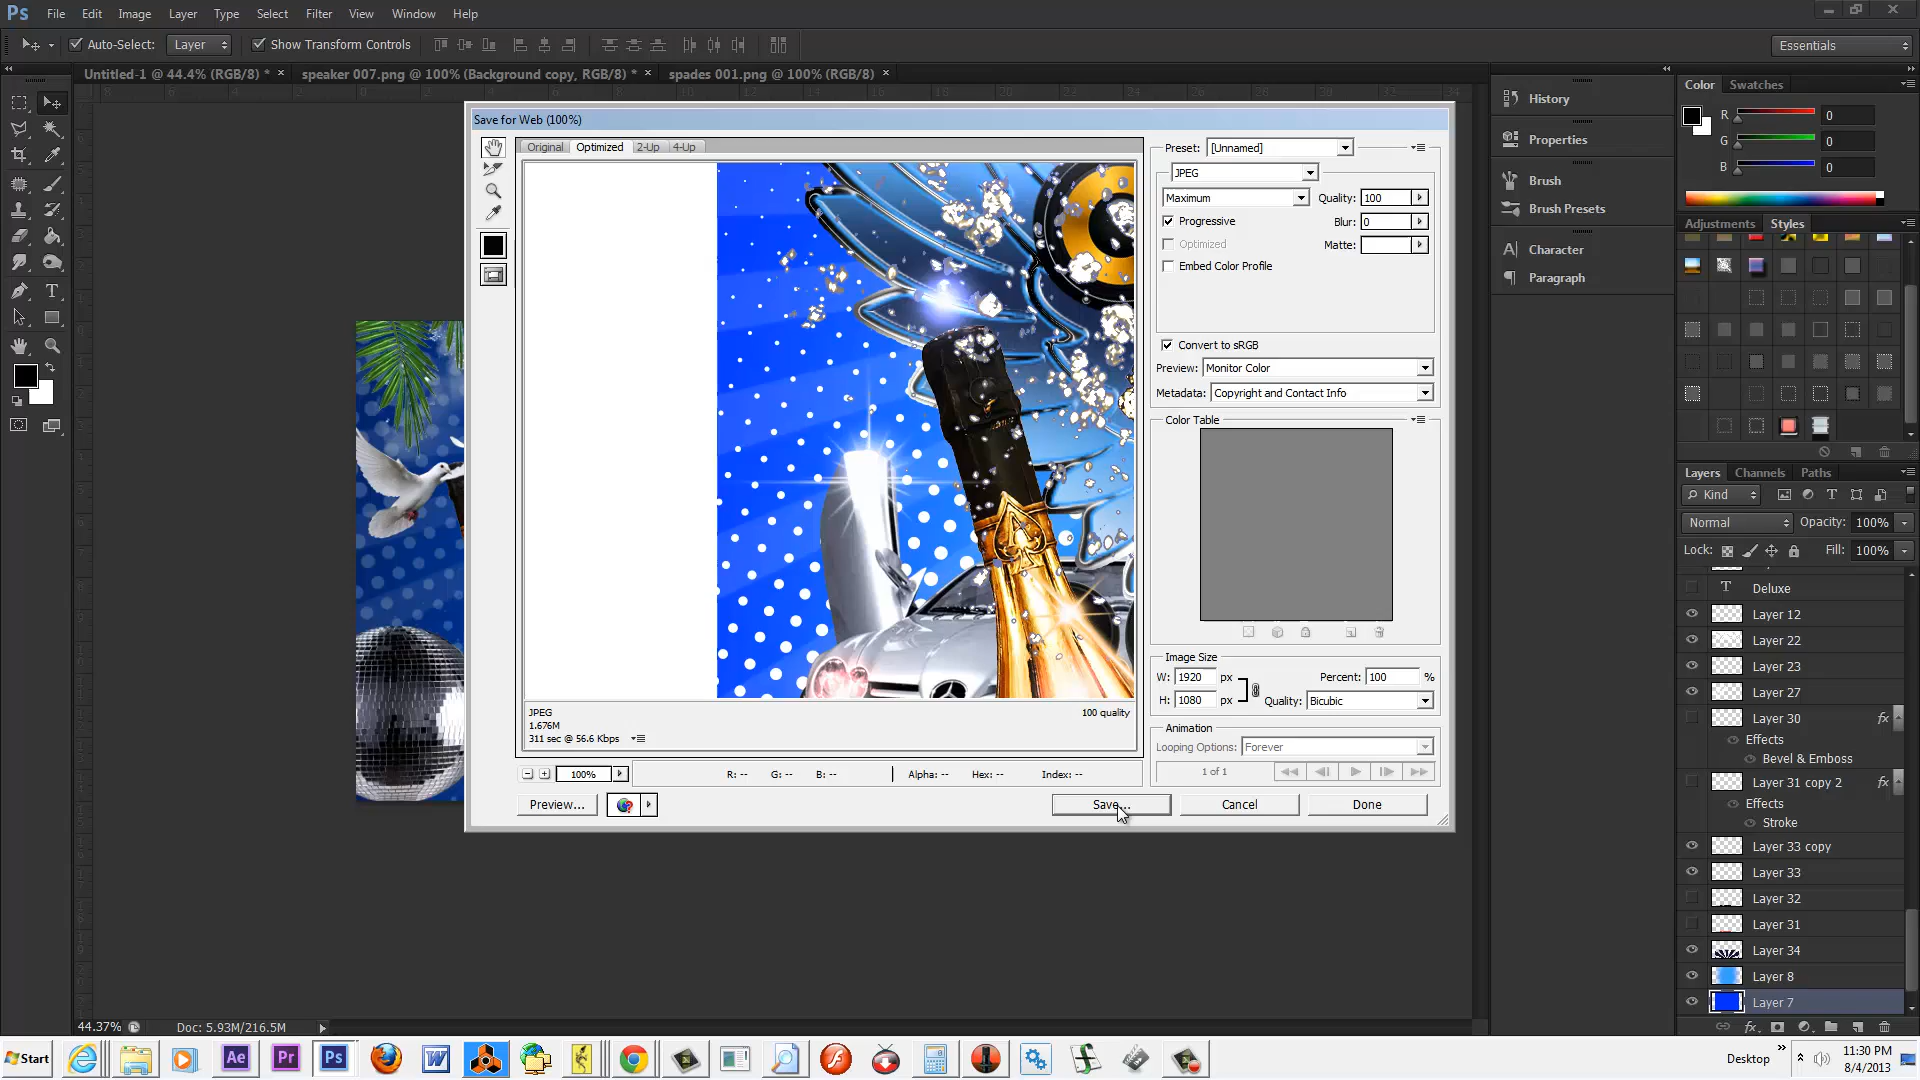 Ps File Edit Image Layer Type Select Filter View Window Help
Auto-Select: Layer Show Transform Controls Essentials
Untitled-1 @ 44.4% (RGB/8) * × speaker 007.png @ 100% (Background copy, RGB/8) * × spades 001.png @ 100% (RGB/8) ×
Save for Web (100%)
Original Optimized 2-Up 4-Up
Preset: [Unnamed]
JPEG
Maximum Quality: 100
Progressive Blur: 0
Optimized Matte:
Embed Color Profile
Convert to sRGB
Preview: Monitor Color
Metadata: Copyright and Contact Info
Color Table
Image Size
W: 1920 px Percent: 100 %
H: 1080 px Quality: Bicubic
Animation
Looping Options: Forever
1 of 1
JPEG 100 quality
1.676M
311 sec @ 56.6 Kbps
100% R: -- G: -- B: -- Alpha: -- Hex: -- Index: --
Preview... Save... Cancel Done
History
Properties
Brush
Brush Presets
Character
Paragraph
Color Swatches
R 0
G 0
B 0
Adjustments Styles
Layers Channels Paths
Kind
Normal Opacity: 100%
Lock: Fill: 100%
T Deluxe
Layer 12
Layer 22
Layer 23
Layer 27
Layer 30 fx
Effects
Bevel & Emboss
Layer 31 copy 2 fx
Effects
Stroke
Layer 33 copy
Layer 33
Layer 32
Layer 31
Layer 34
Layer 8
Layer 7
44.37% Doc: 5.93M/216.5M
Start Ae Pr Ps Desktop 11:30 PM
8/4/2013